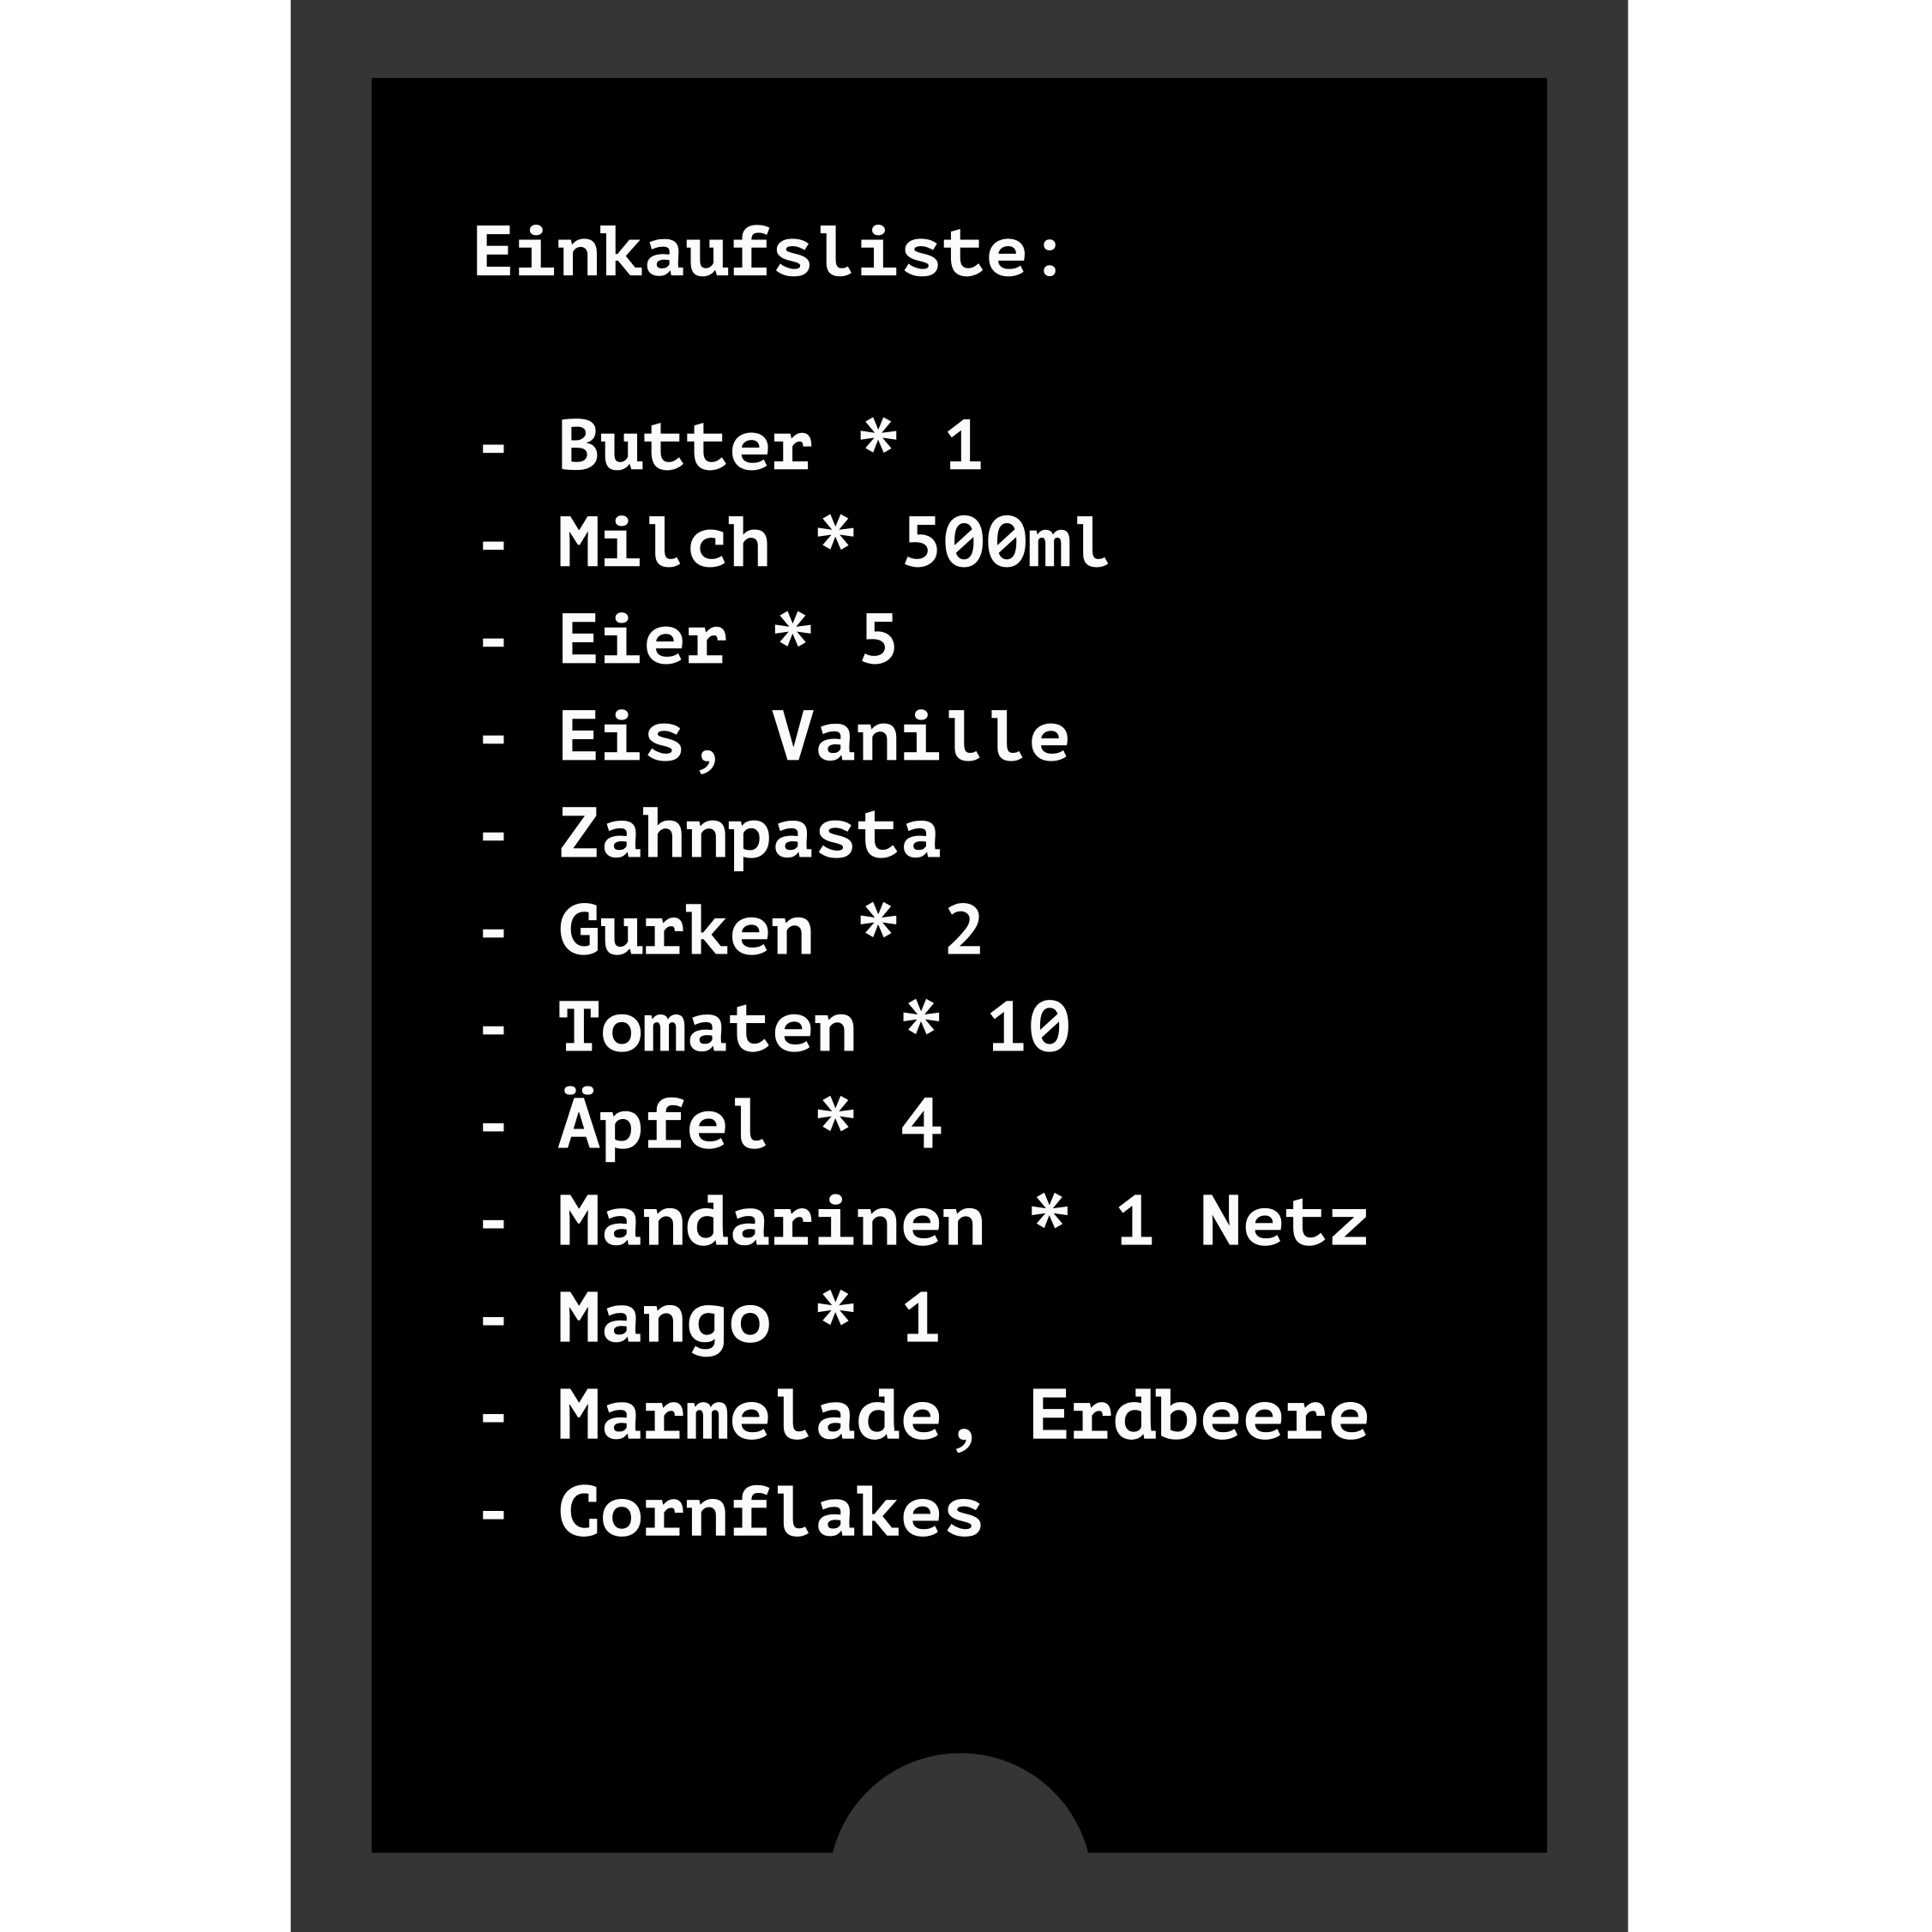 Einkaufsliste:
- Butter * 1
- Milch * 500ml
- Eier * 5
- Eis, Vanille
- Zahnpasta
- Gurken * 2
- Tomaten * 10
- Äpfel * 4
- Mandarinen * 1 Netz
- Mango * 1
- Marmelade, Erdbeere
- Cornflakes